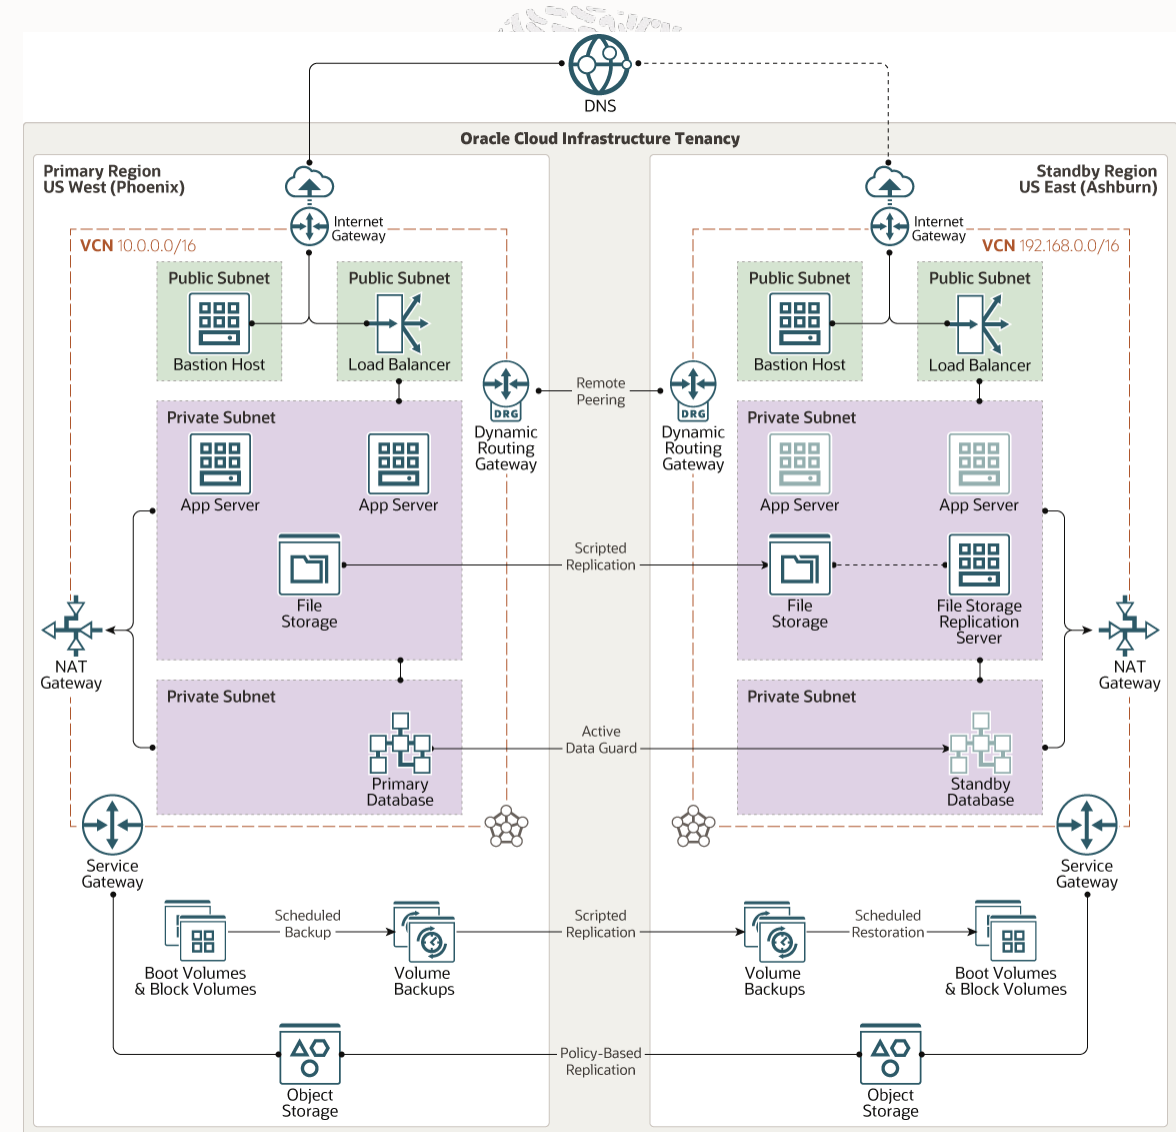 DNS
Oracle Cloud Infrastructure Tenancy
Primary Region
US West (Phoenix)
Standby Region
US East (Ashburn)
Internet
Gateway
Internet
Gateway
VCN 10.0.0.0/16
VCN 192.168.0.0/16
Public Subnet
Bastion Host
Public Subnet
Load Balancer
Public Subnet
Bastion Host
Public Subnet
Load Balancer
DRG
Dynamic
Routing
Gateway
Remote
Peering
DRG
Dynamic
Routing
Gateway
Private Subnet
App Server
App Server
Private Subnet
App Server
App Server
File
Storage
Scripted
Replication
File
Storage
File Storage
Replication
Server
NAT
Gateway
NAT
Gateway
Private Subnet
Primary
Database
Active
Data Guard
Private Subnet
Standby
Database
Service
Gateway
Service
Gateway
Boot Volumes
& Block Volumes
Scheduled
Backup
Volume
Backups
Scripted
Replication
Volume
Backups
Scheduled
Restoration
Boot Volumes
& Block Volumes
Object
Storage
Policy-Based
Replication
Object
Storage